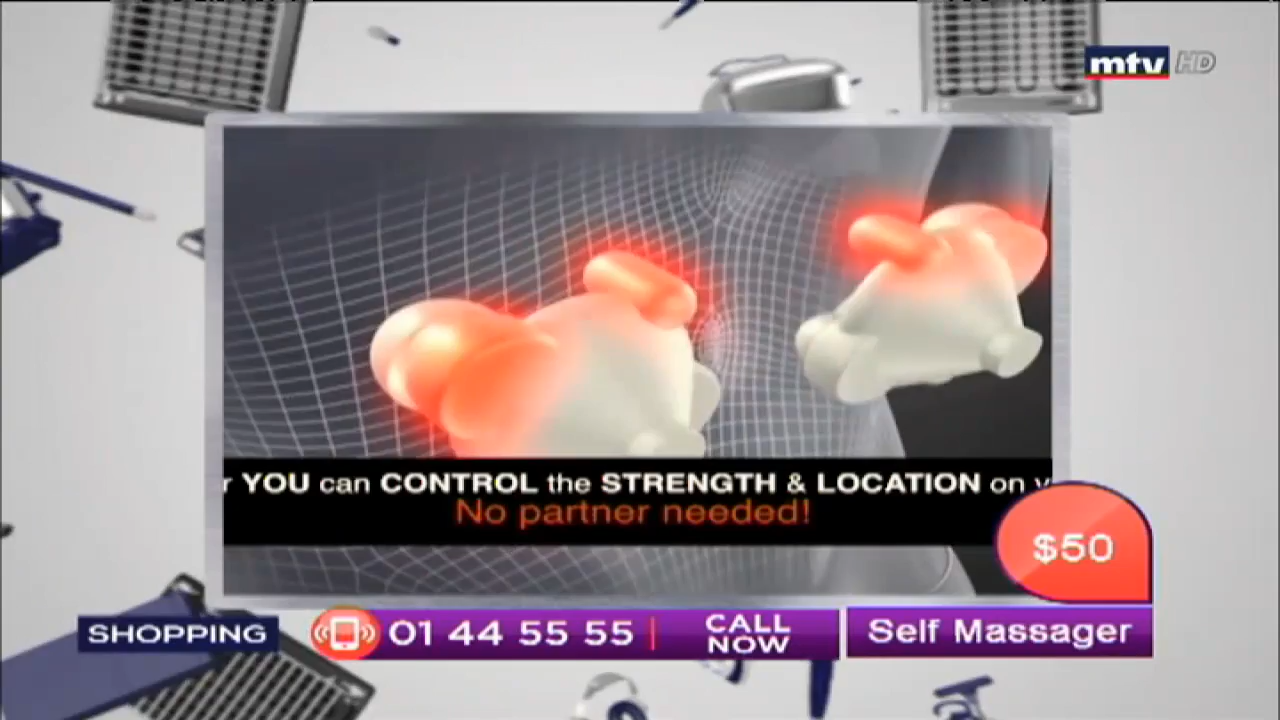 mtv HD
r YOU can CONTROL the STRENGTH & LOCATION on y
No partner needed!
$50
SHOPPING
01 44 55 55
CALL
NOW
Self Massager